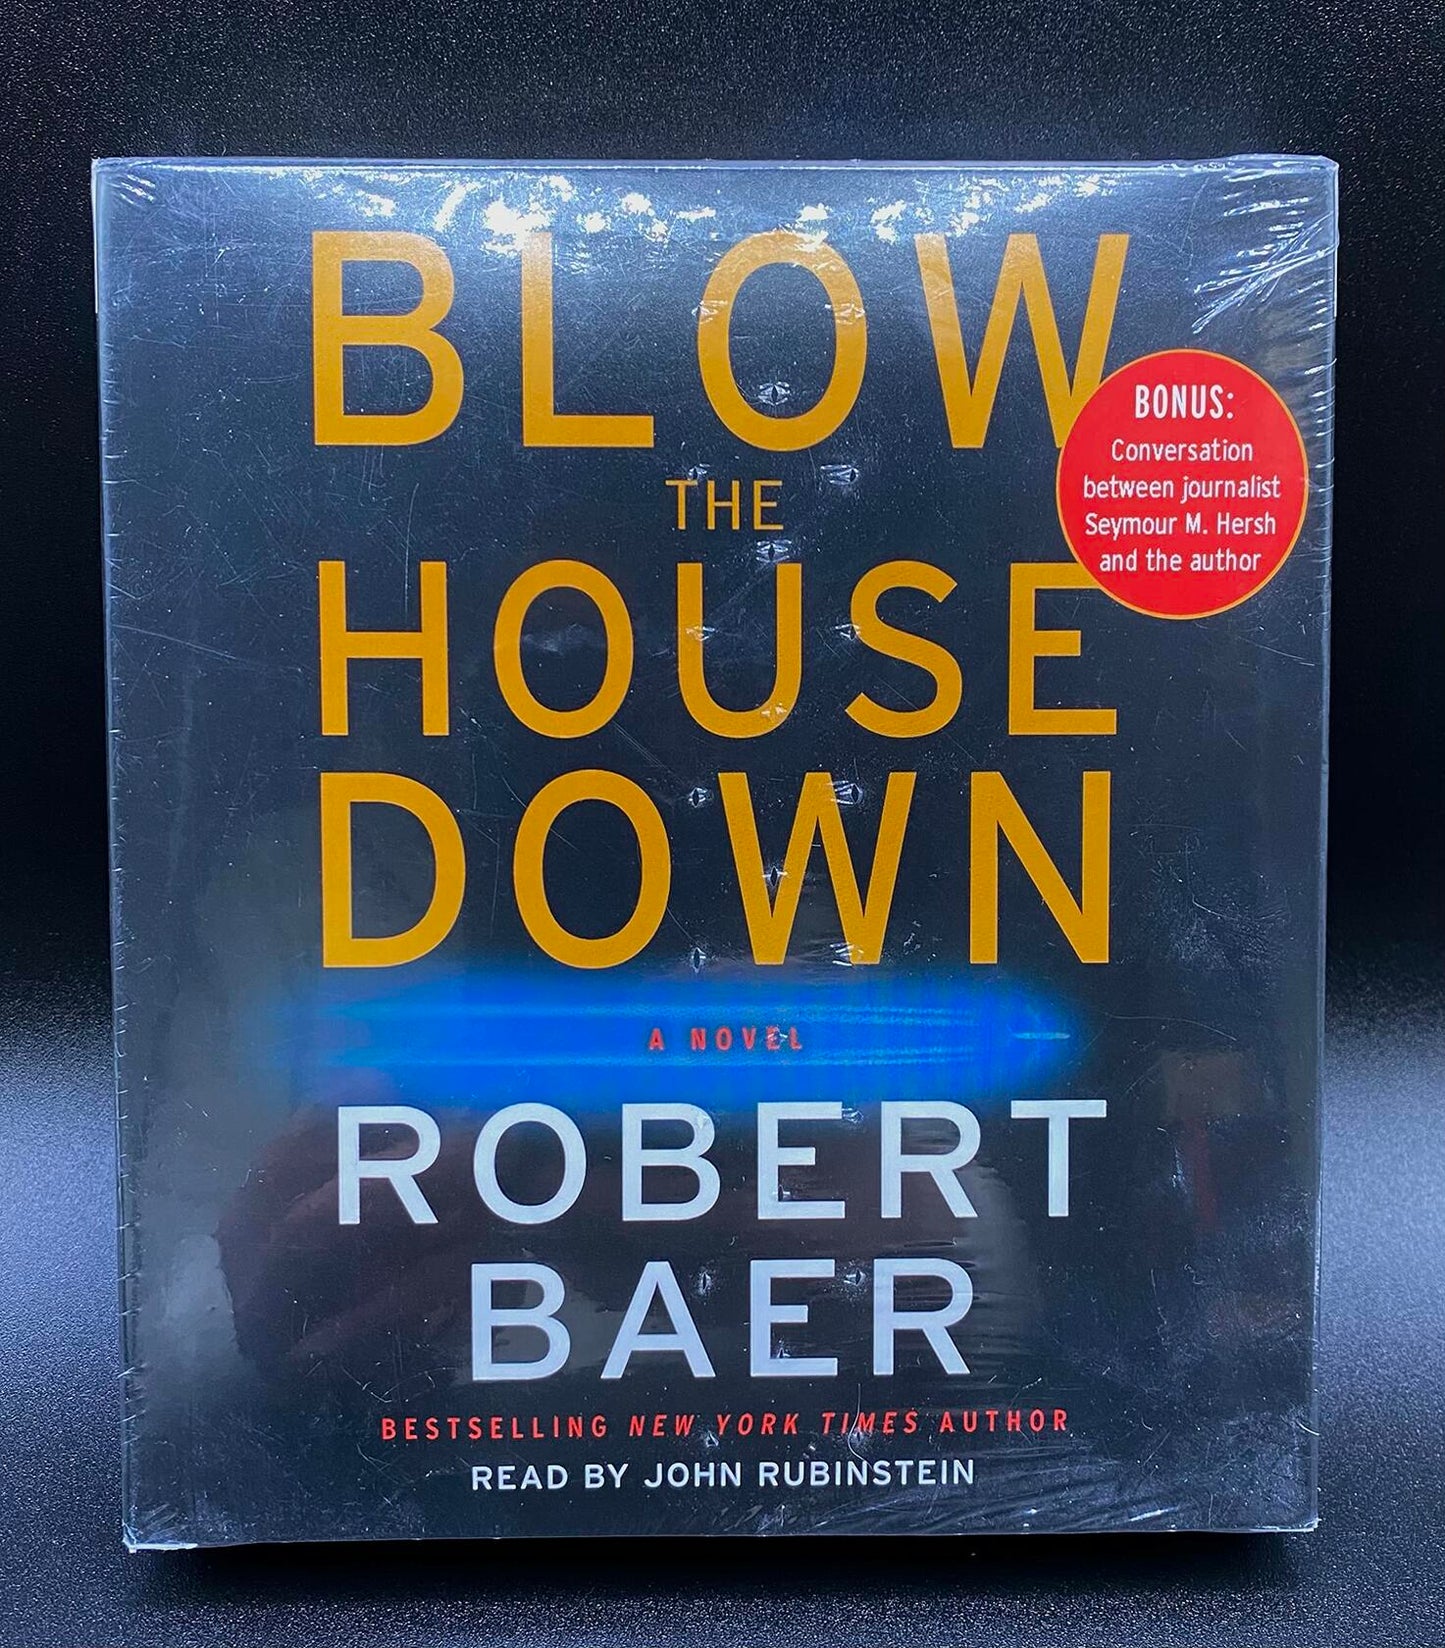 BLOW
THE
HOUSE
DOWN
BONUS:
Conversation
between journalist
Seymour M. Hersh
and the author
A NOVEL
ROBERT
BAER
BESTSELLING NEW YORK TIMES AUTHOR
READ BY JOHN RUBINSTEIN